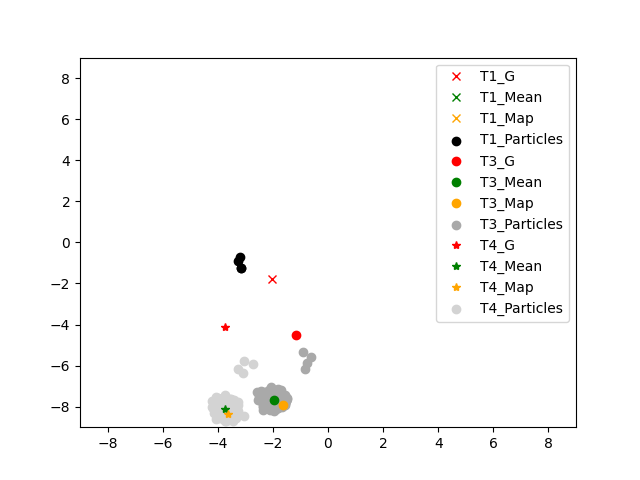 8
6
4
2
0
−2
−4
−6
−8
−8
−6
−4
−2
0
2
4
6
8
T1_G
T1_Mean
T1_Map
T1_Particles
T3_G
T3_Mean
T3_Map
T3_Particles
T4_G
T4_Mean
T4_Map
T4_Particles